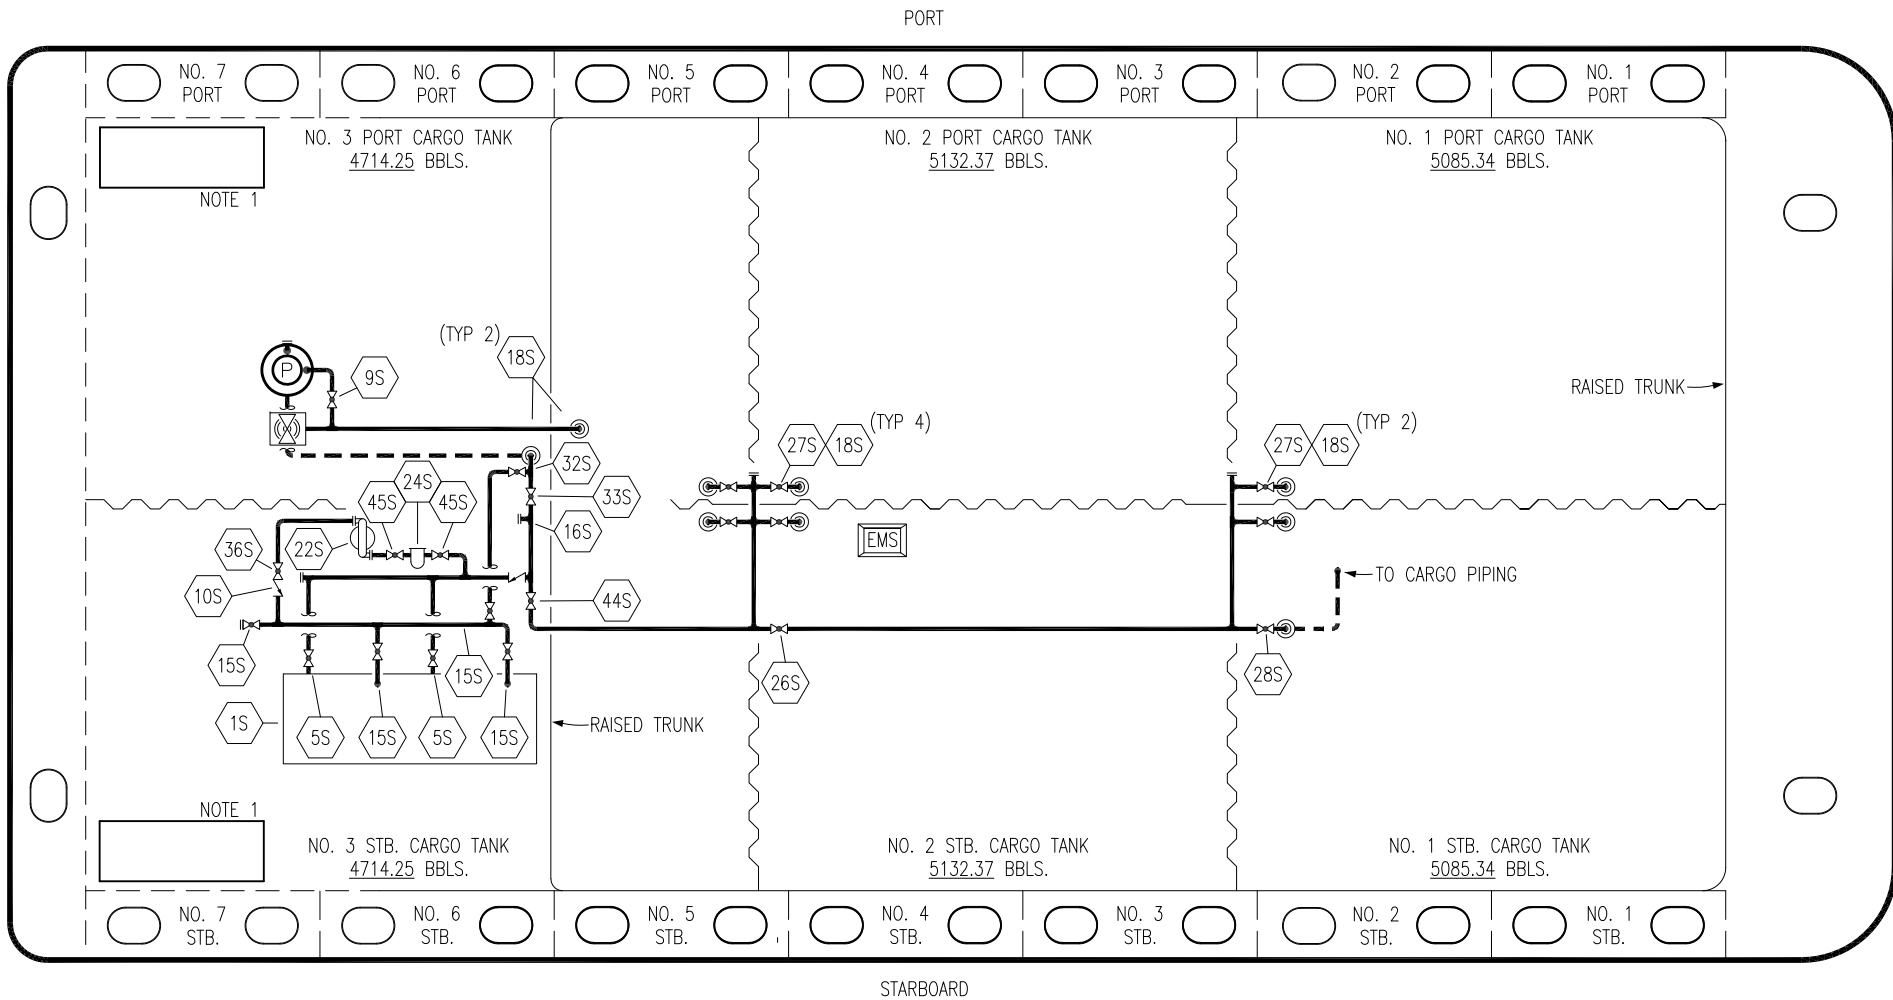 PORT
NO. 7
PORT
NO. 6
PORT
NO. 5
PORT
NO. 4
PORT
NO. 3
PORT
NO. 2
PORT
NO. 1
PORT
NO. 3 PORT CARGO TANK
4714.25 BBLS.
NO. 2 PORT CARGO TANK
5132.37 BBLS.
NO. 1 PORT CARGO TANK
5085.34 BBLS.
NOTE 1
(TYP 2)
18S
P
9S
RAISED TRUNK
(TYP 4)
27S
18S
(TYP 2)
27S
18S
32S
24S
45S
45S
33S
16S
EMS
36S
22S
10S
44S
TO CARGO PIPING
15S
15S
26S
28S
1S
5S
15S
5S
15S
RAISED TRUNK
NOTE 1
NO. 3 STB. CARGO TANK
4714.25 BBLS.
NO. 2 STB. CARGO TANK
5132.37 BBLS.
NO. 1 STB. CARGO TANK
5085.34 BBLS.
NO. 7
STB.
NO. 6
STB.
NO. 5
STB.
NO. 4
STB.
NO. 3
STB.
NO. 2
STB.
NO. 1
STB.
STARBOARD